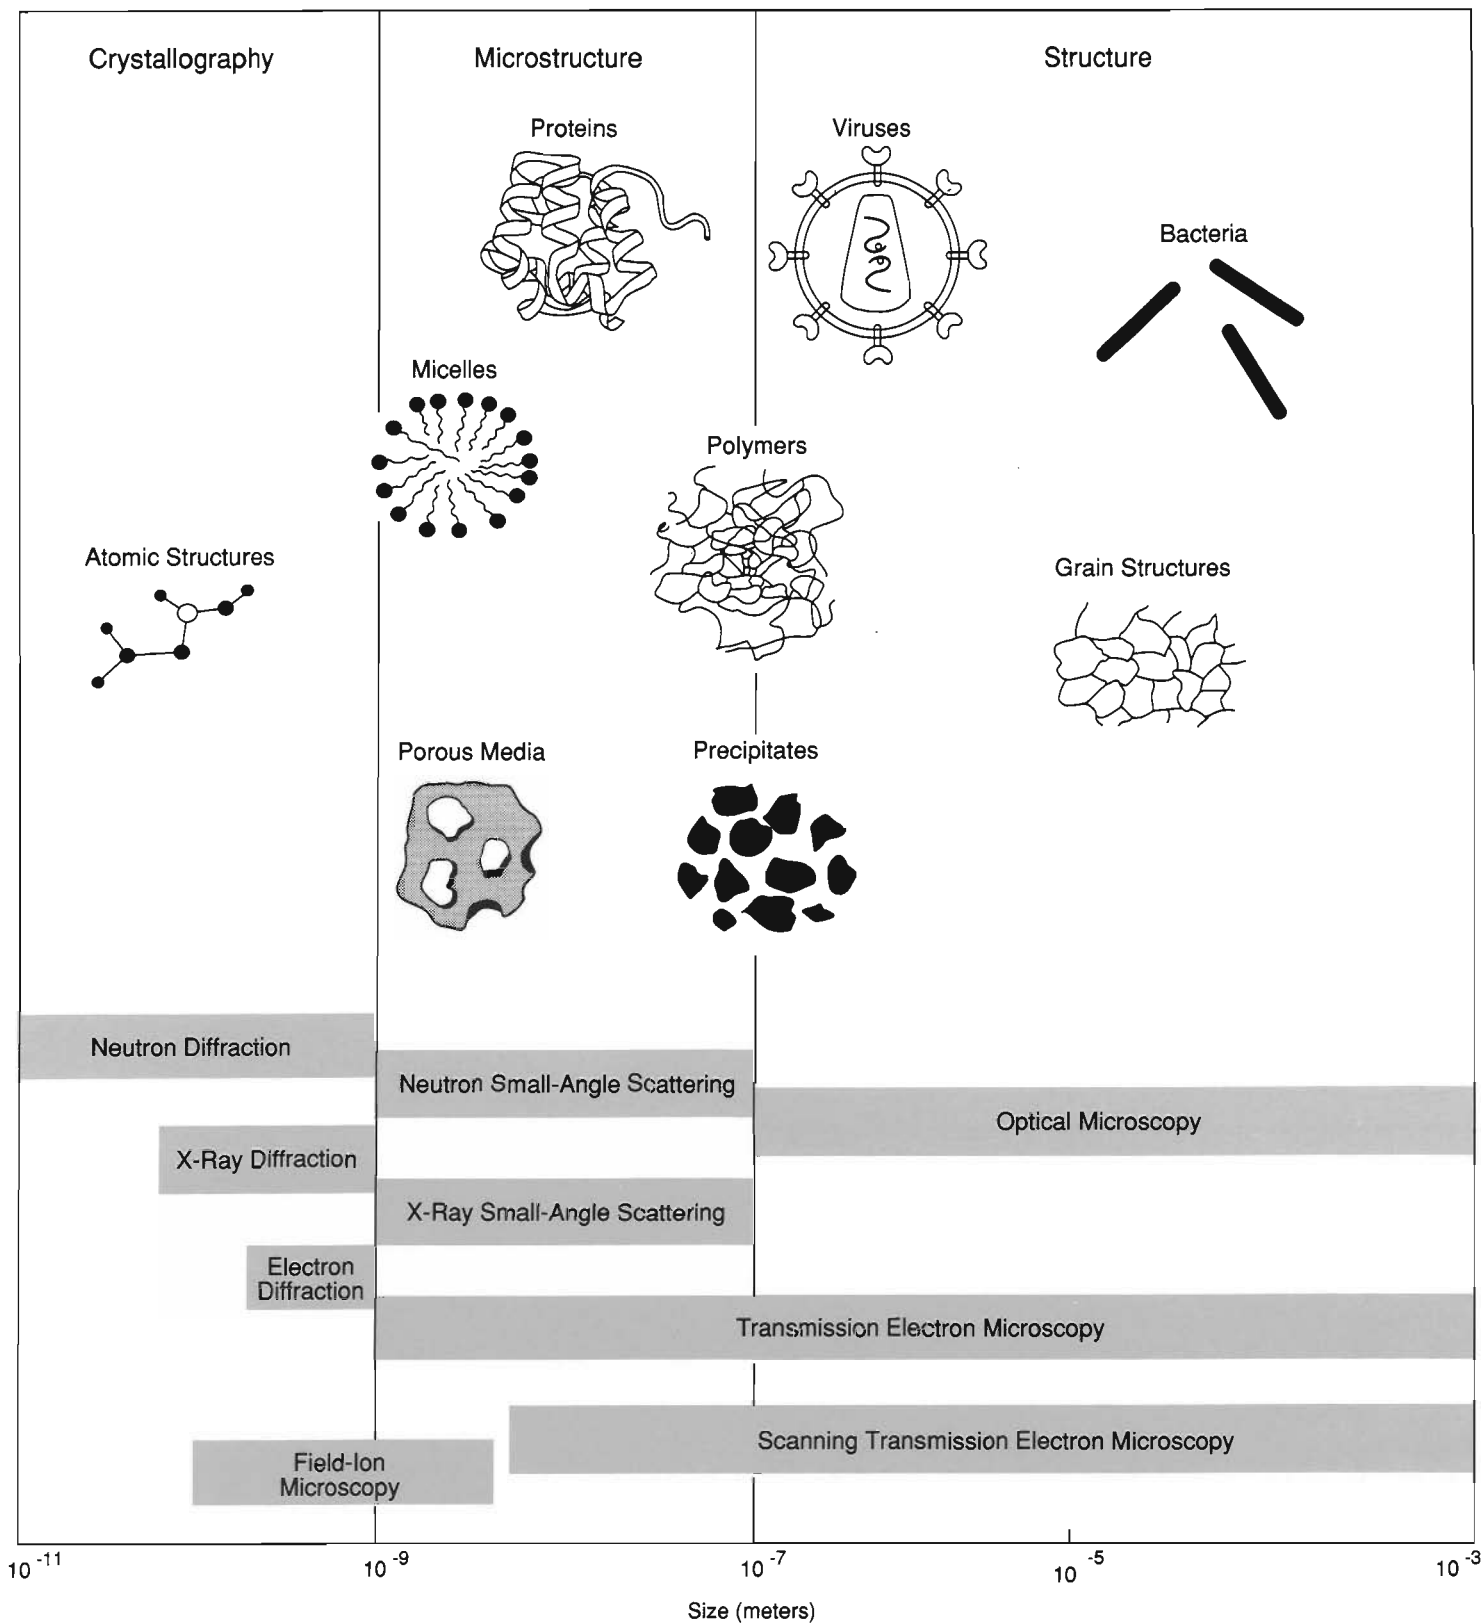 Crystallography
Microstructure
Structure
Proteins
Viruses
Bacteria
Micelles
Polymers
Atomic Structures
Grain Structures
Porous Media
Precipitates
Neutron Diffraction
Neutron Small-Angle Scattering
Optical Microscopy
X-Ray Diffraction
X-Ray Small-Angle Scattering
Electron
Diffraction
Transmission Electron Microscopy
Scanning Transmission Electron Microscopy
Field-Ion
Microscopy
10 -11
10 -9
10 -7
10 -5
10 -3
Size (meters)